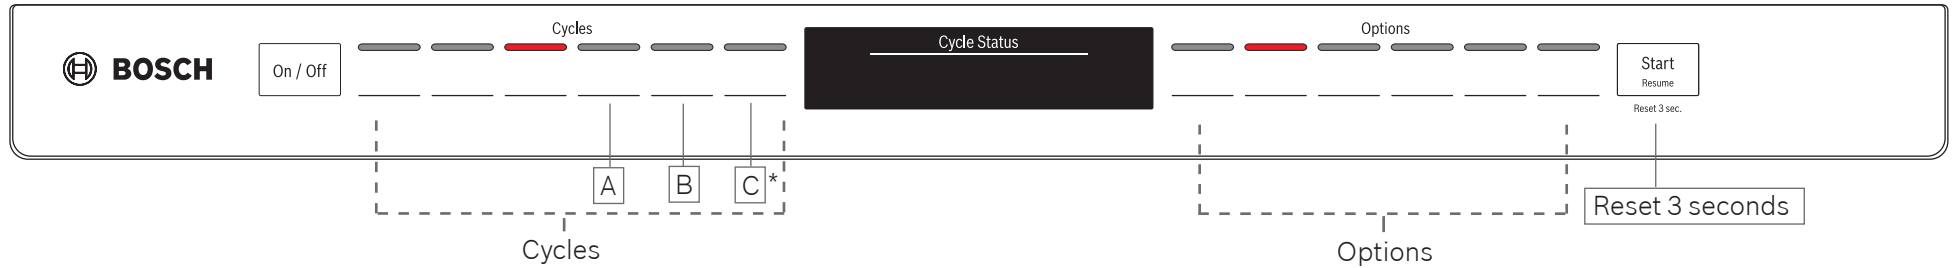 BOSCH
On / Off
Cycles
Cycle Status
Options
Start
Resume
Reset 3 sec.
A
B
C*
Reset 3 seconds
Cycles
Options